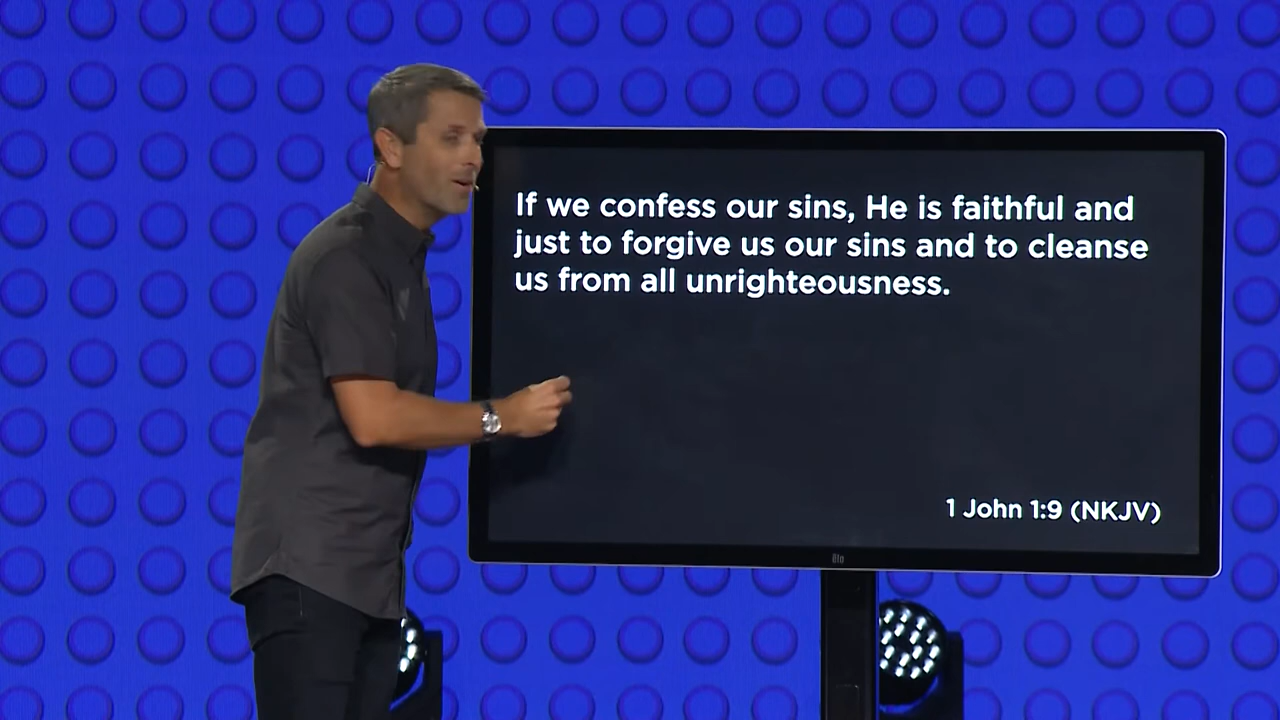 If we confess our sins, He is faithful and
just to forgive us our sins and to cleanse
us from all unrighteousness.
1 John 1:9 (NKJV)
elo